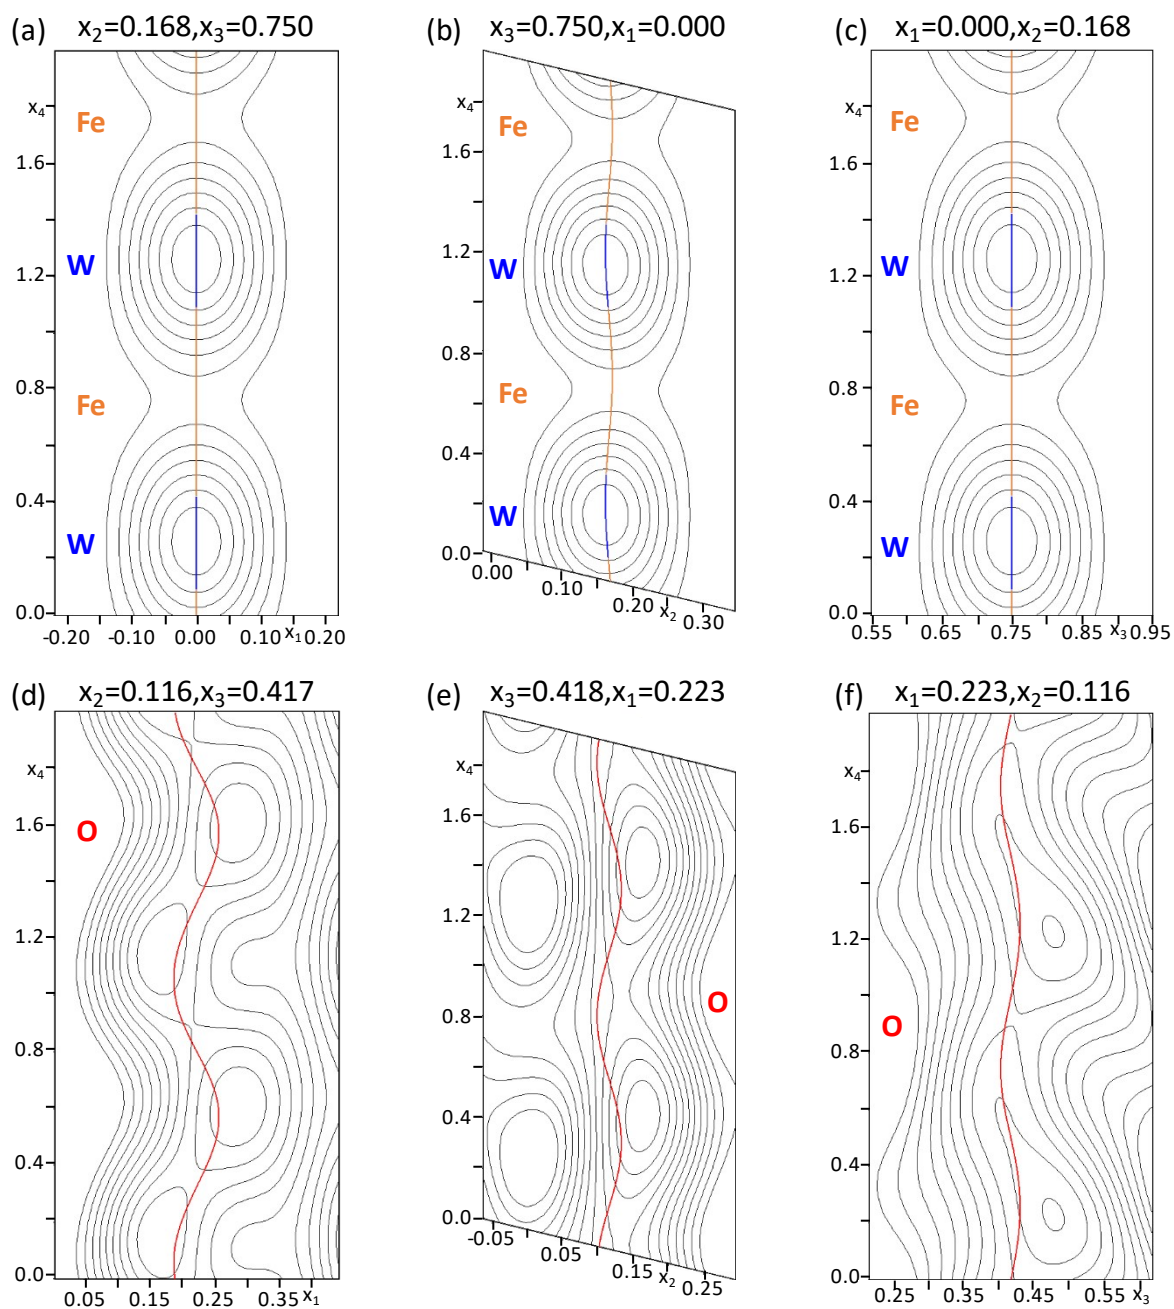 (a) x₂=0.168,x₃=0.750
x₄
Fe
1.6
W
1.2
0.8
Fe
0.4
W
0.0
-0.20 -0.10 0.00 0.10 x₁ 0.20
(b) x₃=0.750,x₁=0.000
x₄
Fe
1.6
1.2
W
0.8
Fe
0.4
W
0.0
0.00 0.10 0.20 x₂ 0.30
(c) x₁=0.000,x₂=0.168
x₄
Fe
1.6
W
1.2
0.8
Fe
0.4
W
0.0
0.55 0.65 0.75 0.85 x₃ 0.95
(d) x₂=0.116,x₃=0.417
x₄
1.6
O
1.2
0.8
0.4
0.0
0.05 0.15 0.25 0.35 x₁
(e) x₃=0.418,x₁=0.223
x₄
1.6
1.2
O
0.8
0.4
0.0
-0.05 0.05 0.15 x₂ 0.25
(f) x₁=0.223,x₂=0.116
x₄
1.6
1.2
O
0.8
0.4
0.0
0.25 0.35 0.45 0.55 x₃